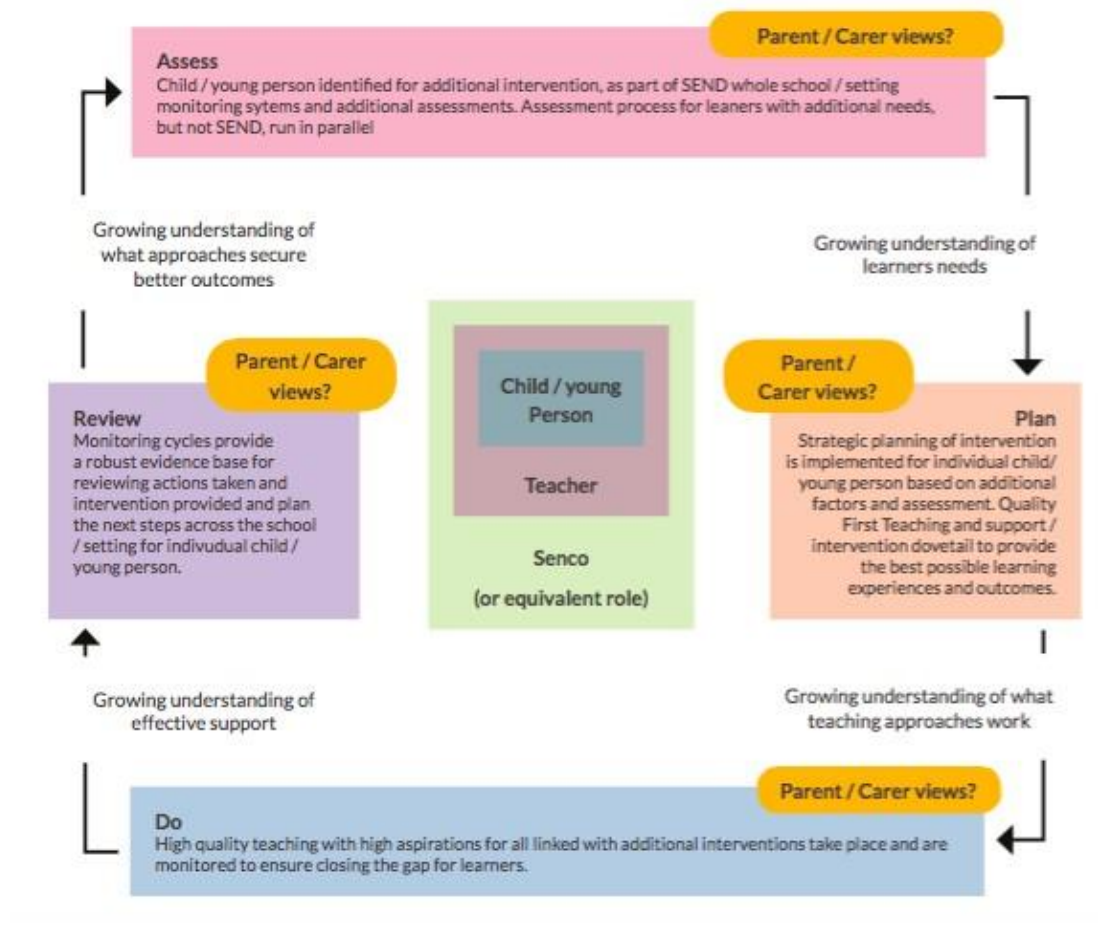 Parent / Carer views?
Assess
Child / young person identified for additional intervention, as part of SEND whole school / setting
monitoring sytems and additional assessments. Assessment process for leaners with additional needs,
but not SEND, run in parallel
Growing understanding of
what approaches secure
better outcomes
Growing understanding of
learners needs
Parent / Carer
views?
Review
Monitoring cycles provide
a robust evidence base for
reviewing actions taken and
intervention provided and plan
the next steps across the school
/ setting for indivudual child /
young person.
Child / young
Person
Teacher
Senco
(or equivalent role)
Parent /
Carer views?
Plan
Strategic planning of intervention
is implemented for individual child/
young person based on additional
factors and assessment. Quality
First Teaching and support /
intervention dovetail to provide
the best possible learning
experiences and outcomes.
Growing understanding of
effective support
Growing understanding of what
teaching approaches work
Parent / Carer views?
Do
High quality teaching with high aspirations for all linked with additional interventions take place and are
monitored to ensure closing the gap for learners.